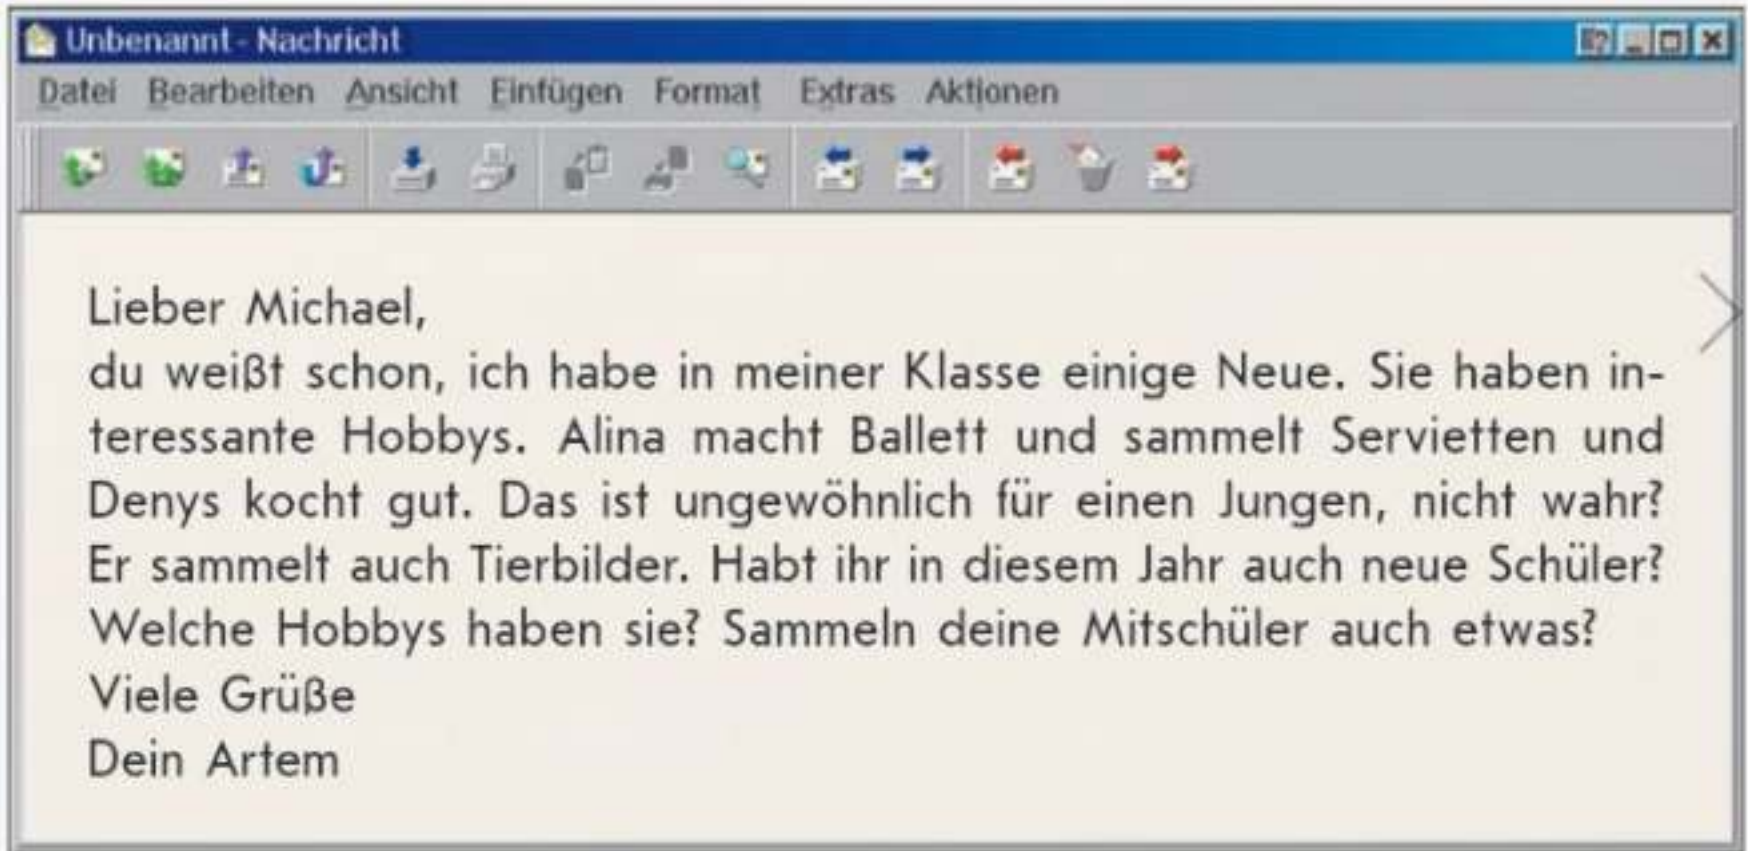 Unbenannt - Nachricht
Datei Bearbeiten Ansicht Einfügen Format Extras Aktionen
Lieber Michael,
du weißt schon, ich habe in meiner Klasse einige Neue. Sie haben in-
teressante Hobbys. Alina macht Ballett und sammelt Servietten und
Denys kocht gut. Das ist ungewöhnlich für einen Jungen, nicht wahr?
Er sammelt auch Tierbilder. Habt ihr in diesem Jahr auch neue Schüler?
Welche Hobbys haben sie? Sammeln deine Mitschüler auch etwas?
Viele Grüße
Dein Artem